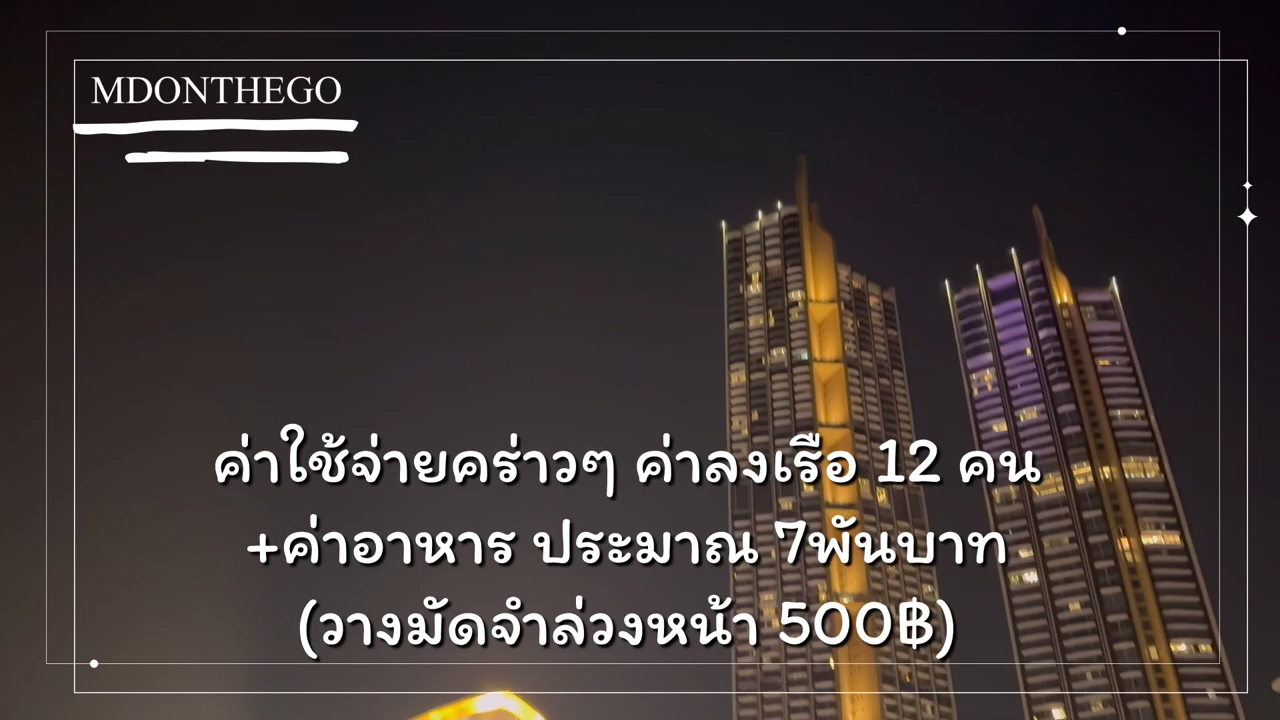 MDONTHEGO
ค่าใช้จ่ายคร่าวๆ ค่าลงเรือ 12 คน
+ค่าอาหาร ประมาณ 7พันบาท
(วางมัดจำล่วงหน้า 500฿)